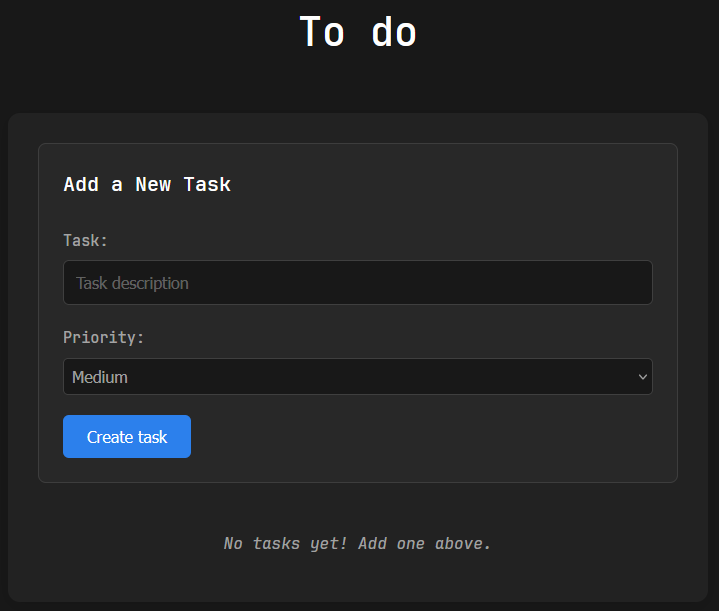 To do
Add a New Task
Task:
Task description
Priority:
Medium
Create task
No tasks yet! Add one above.